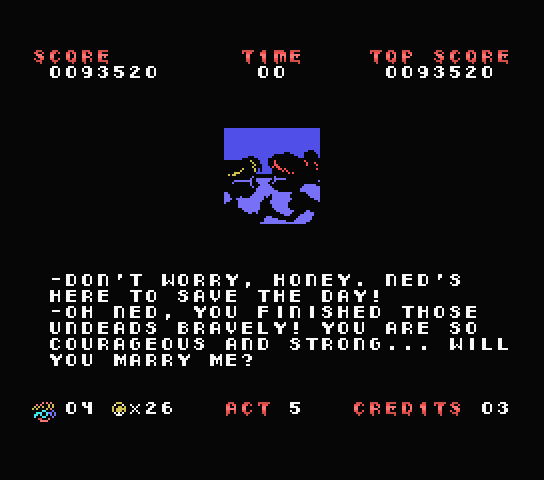 SCORE TIME TOP SCORE
0093520 00 0093520
-DON'T WORRY, HONEY. NED'S
HERE TO SAVE THE DAY!
-OH NED, YOU FINISHED THOSE
UNDEADS BRAVELY! YOU ARE SO
COURAGEOUS AND STRONG... WILL
YOU MARRY ME?
04 x26 ACT 5 CREDITS 03